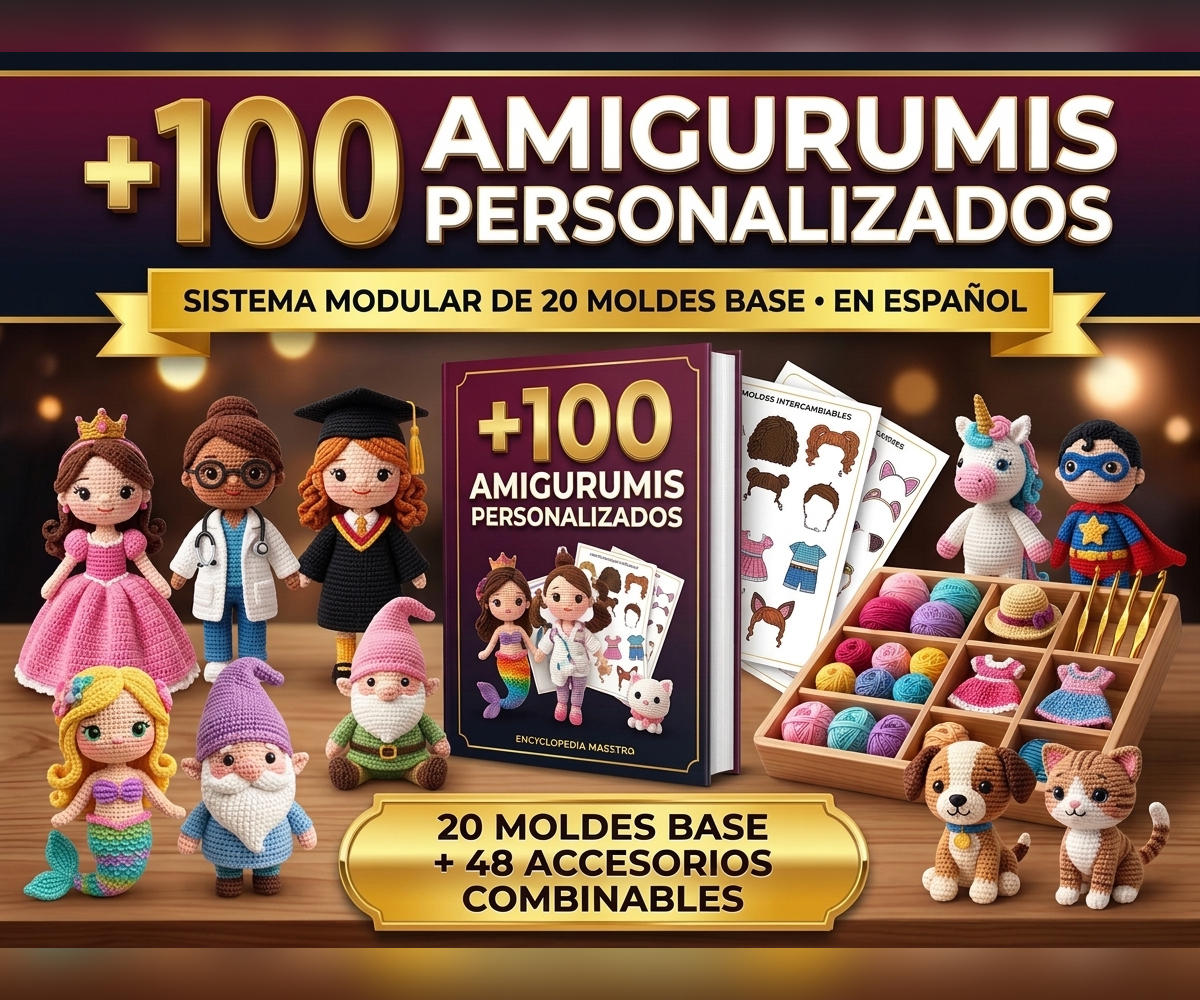 +100 AMIGURUMIS
PERSONALIZADOS
SISTEMA MODULAR DE 20 MOLDES BASE • EN ESPAÑOL
+100
AMIGURUMIS
PERSONALIZADOS
ENCYCLOPEDIA MASSTRO
MOLDSS INTERCAMBIABLES
20 MOLDES BASE
+ 48 ACCESORIOS
COMBINABLES